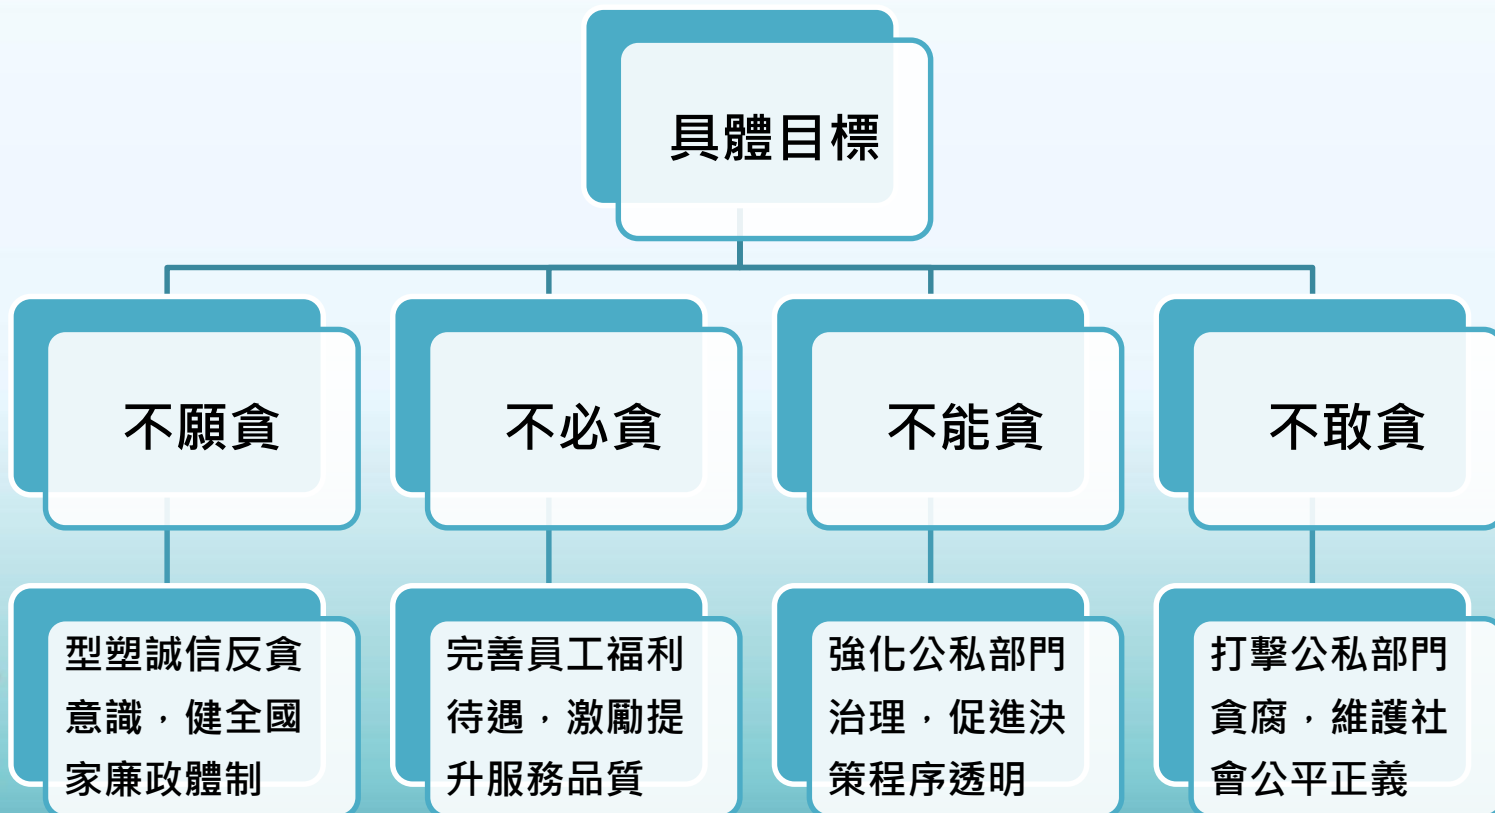 具體目標
不願貪
不必貪
不能貪
不敢貪
型塑誠信反貪
意識，健全國
家廉政體制
完善員工福利
待遇，激勵提
升服務品質
強化公私部門
治理，促進決
策程序透明
打擊公私部門
貪腐，維護社
會公平正義